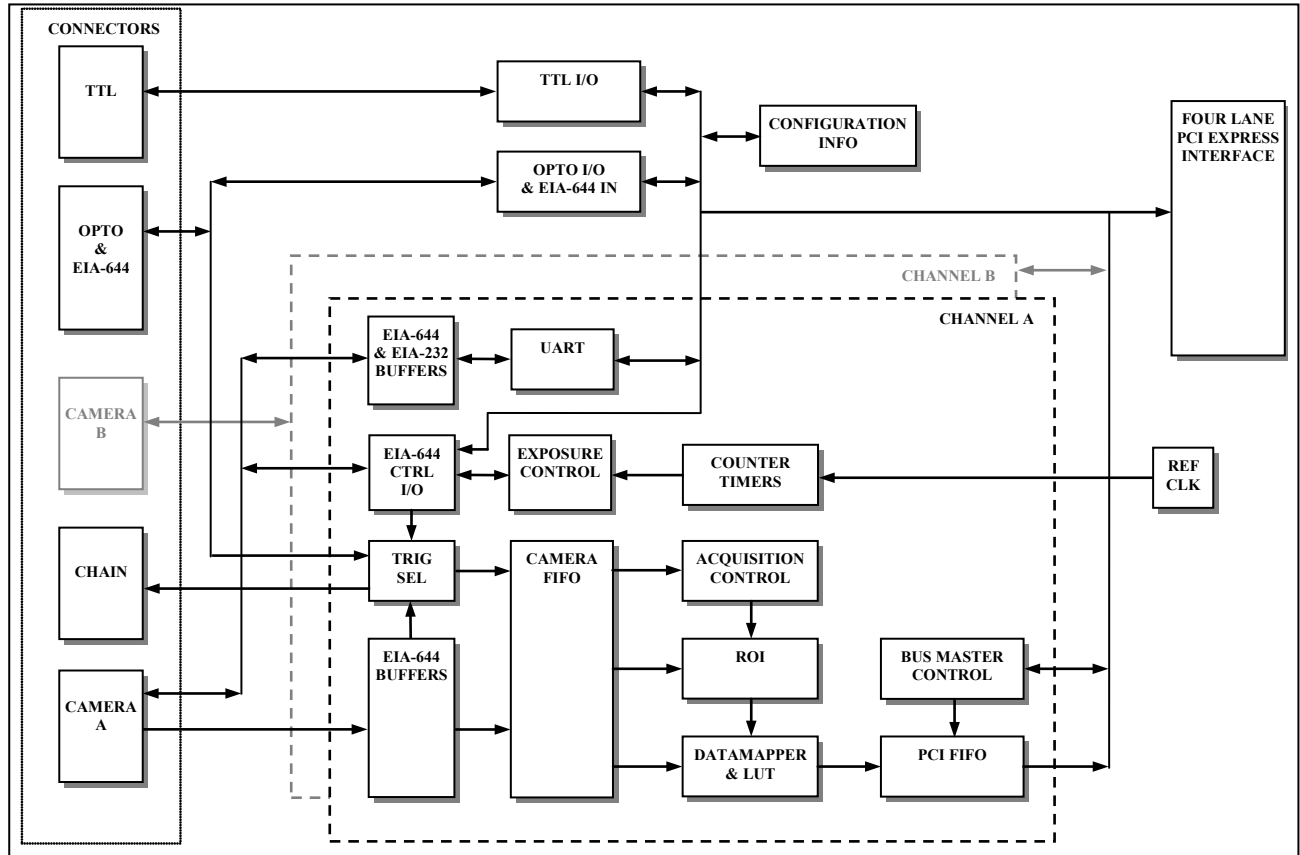 CONNECTORS
TTL
TTL I/O
CONFIGURATION
INFO
FOUR LANE
PCI EXPRESS
INTERFACE
OPTO I/O
& EIA-644 IN
OPTO
&
EIA-644
CHANNEL B
CHANNEL A
EIA-644
& EIA-232
BUFFERS
UART
CAMERA
B
EIA-644
CTRL
I/O
EXPOSURE
CONTROL
COUNTER
TIMERS
REF
CLK
CHAIN
TRIG
SEL
CAMERA
FIFO
ACQUISITION
CONTROL
EIA-644
BUFFERS
ROI
BUS MASTER
CONTROL
CAMERA
A
DATAMAPPER
& LUT
PCI FIFO